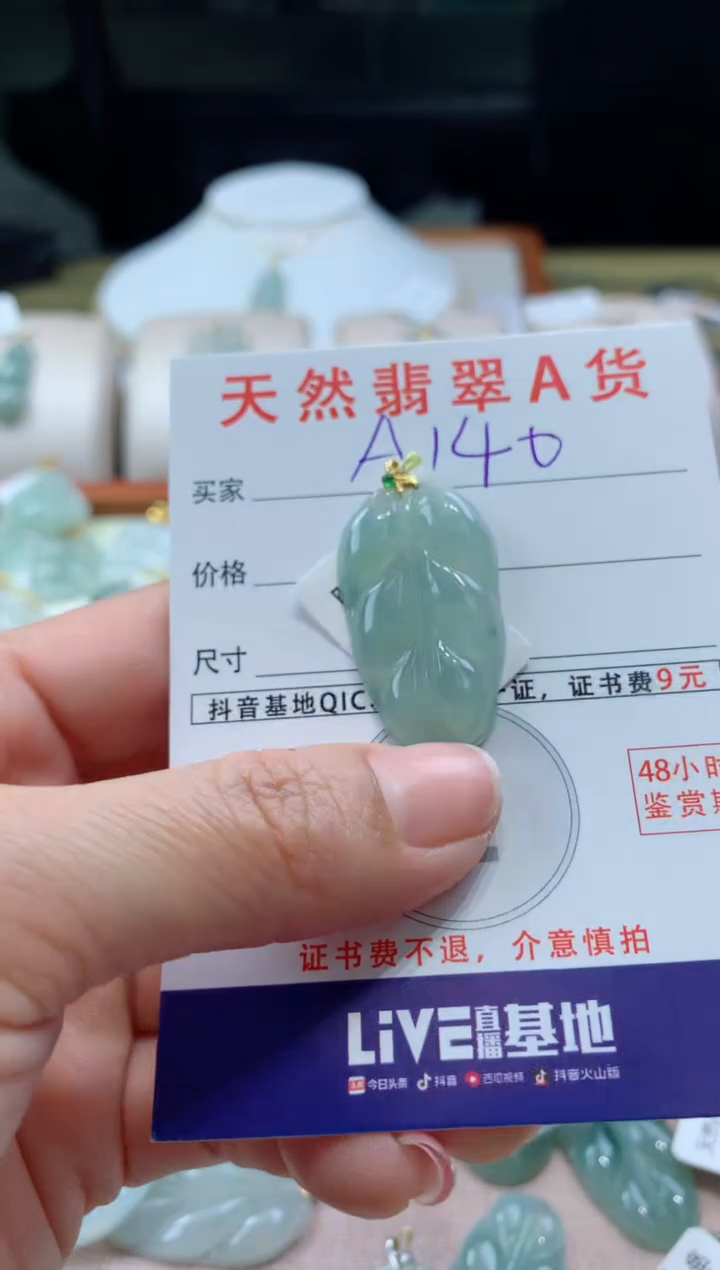 天然翡翠A货
A140
买家
价格
尺寸
抖音基地QIC
证，证书费9元
48小时
鉴赏期
证书费不退，介意慎拍
LiVE直播基地
今日头条 抖音 西瓜视频 抖音火山版